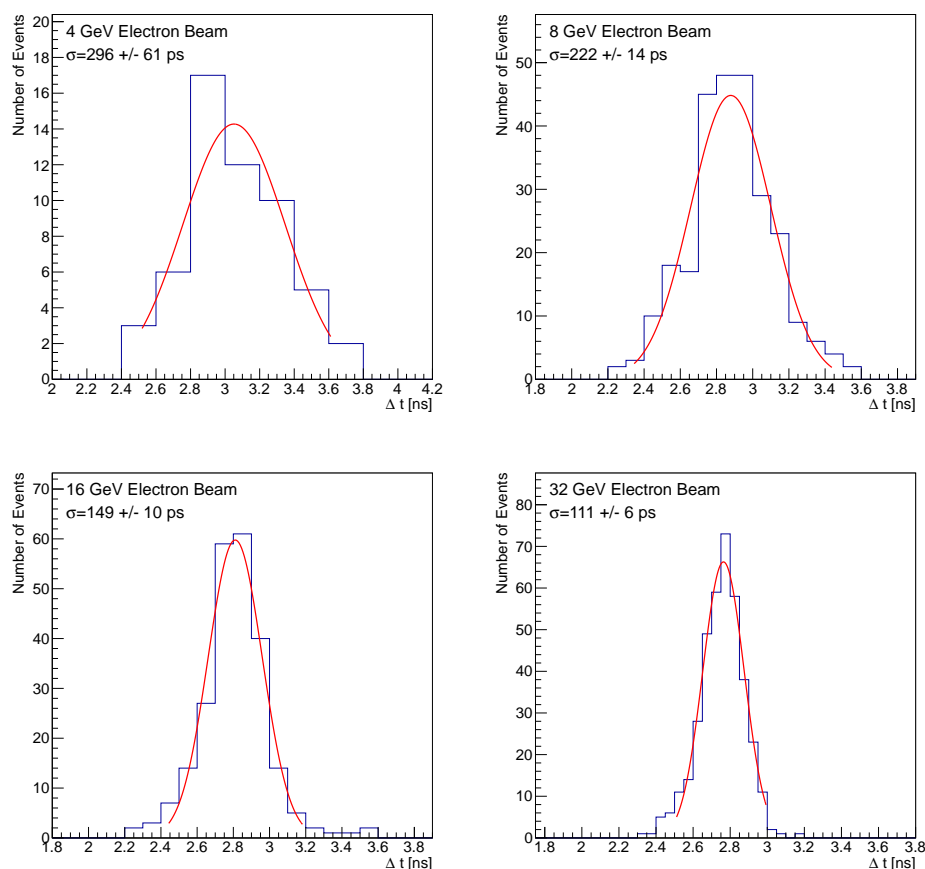 4 GeV Electron Beam
σ=296 +/- 61 ps
Number of Events
20
18
16
14
12
10
8
6
4
2
0
2 2.2 2.4 2.6 2.8 3 3.2 3.4 3.6 3.8 4 4.2
Δ t [ns]
8 GeV Electron Beam
σ=222 +/- 14 ps
Number of Events
50
40
30
20
10
0
1.8 2 2.2 2.4 2.6 2.8 3 3.2 3.4 3.6 3.8
Δ t [ns]
16 GeV Electron Beam
σ=149 +/- 10 ps
Number of Events
70
60
50
40
30
20
10
0
1.8 2 2.2 2.4 2.6 2.8 3 3.2 3.4 3.6 3.8
Δ t [ns]
32 GeV Electron Beam
σ=111 +/- 6 ps
Number of Events
80
70
60
50
40
30
20
10
0
1.8 2 2.2 2.4 2.6 2.8 3 3.2 3.4 3.6 3.8
Δ t [ns]